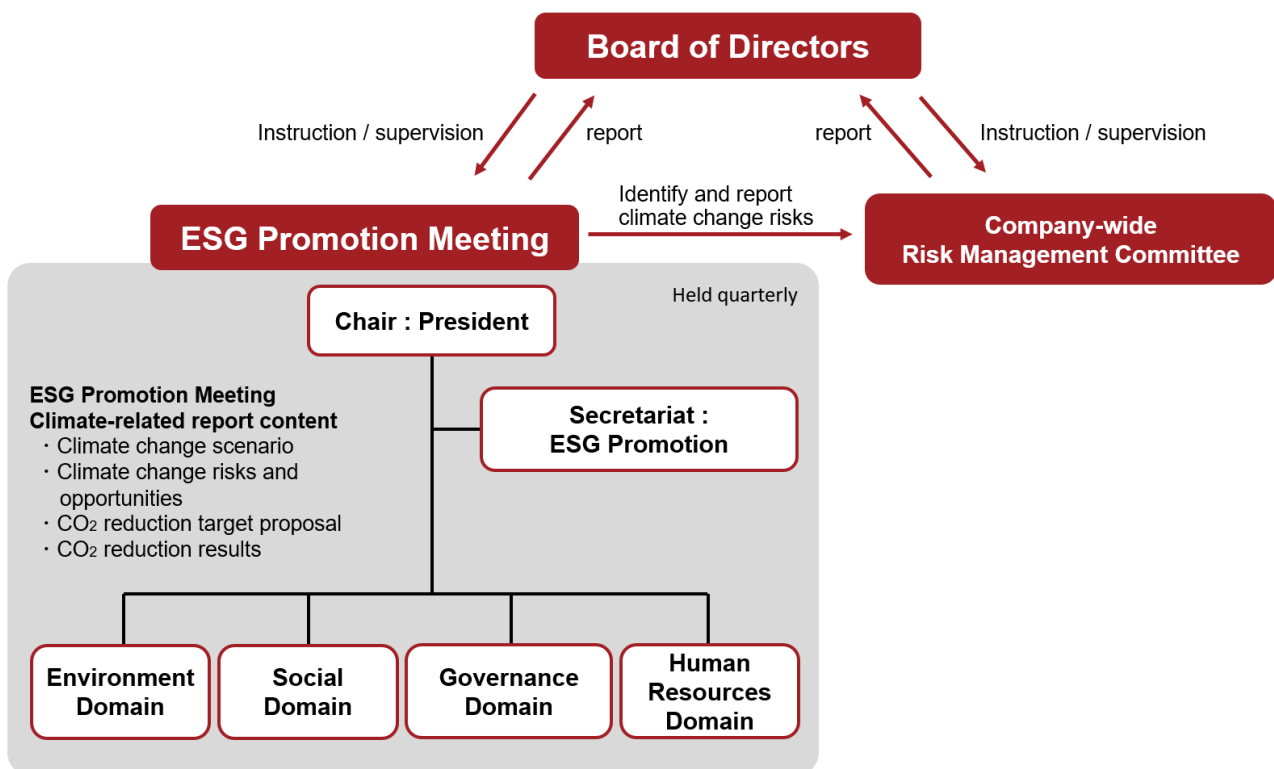 Board of Directors
Instruction / supervision
report
report
Instruction / supervision
Identify and report
climate change risks
ESG Promotion Meeting
Company-wide
Risk Management Committee
Held quarterly
Chair : President
ESG Promotion Meeting
Climate-related report content
・Climate change scenario
・Climate change risks and
opportunities
・CO2 reduction target proposal
・CO2 reduction results
Secretariat :
ESG Promotion
Environment
Domain
Social
Domain
Governance
Domain
Human
Resources
Domain